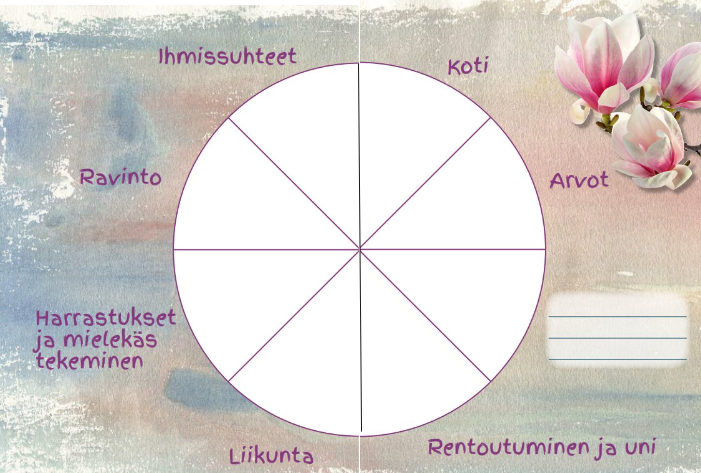 Ihmissuhteet
Koti
Ravinto
Arvot
Harrastukset
ja mielekäs
tekeminen
Liikunta
Rentoutuminen ja uni